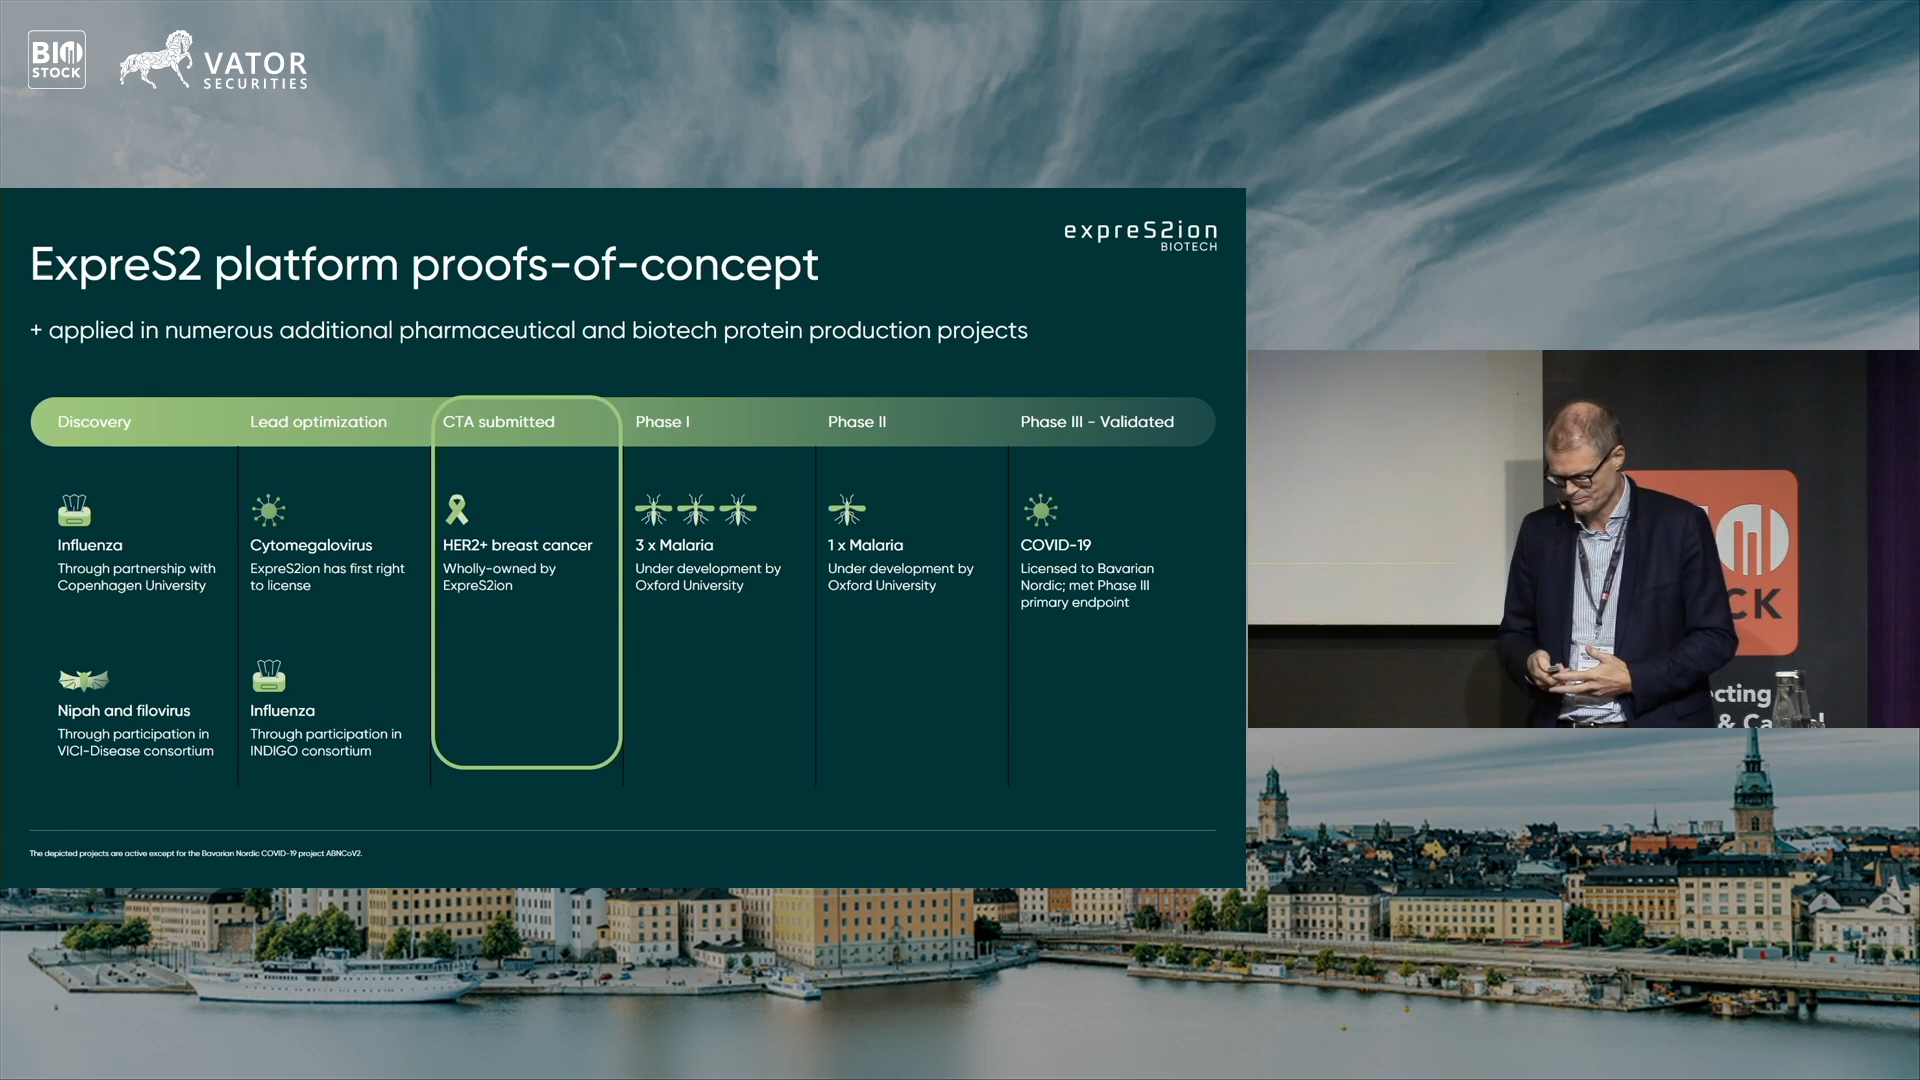 BIO
STOCK
VATOR
SECURITIES
expreS2ion
BIOTECH
ExpreS2 platform proofs-of-concept
+ applied in numerous additional pharmaceutical and biotech protein production projects
Discovery
Lead optimization
CTA submitted
Phase I
Phase II
Phase III - Validated
Influenza
Through partnership with
Copenhagen University
Cytomegalovirus
ExpreS2ion has first right
to license
HER2+ breast cancer
Wholly-owned by
ExpreS2ion
3 x Malaria
Under development by
Oxford University
1 x Malaria
Under development by
Oxford University
COVID-19
Licensed to Bavarian
Nordic; met Phase III
primary endpoint
Nipah and filovirus
Through participation in
VICI-Disease consortium
Influenza
Through participation in
INDIGO consortium
The depicted projects are active except for the Bavarian Nordic COVID-19 project ABNCoV2.
IO
CK
cting
& Ca